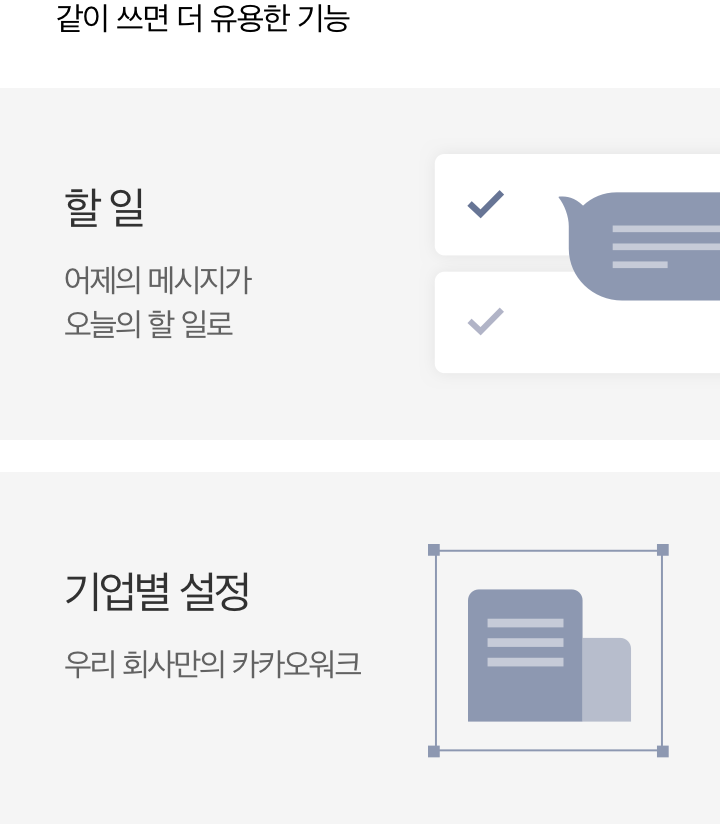 같이 쓰면 더 유용한 기능
할 일
어제의 메시지가
오늘의 할 일로
기업별 설정
우리 회사만의 카카오워크